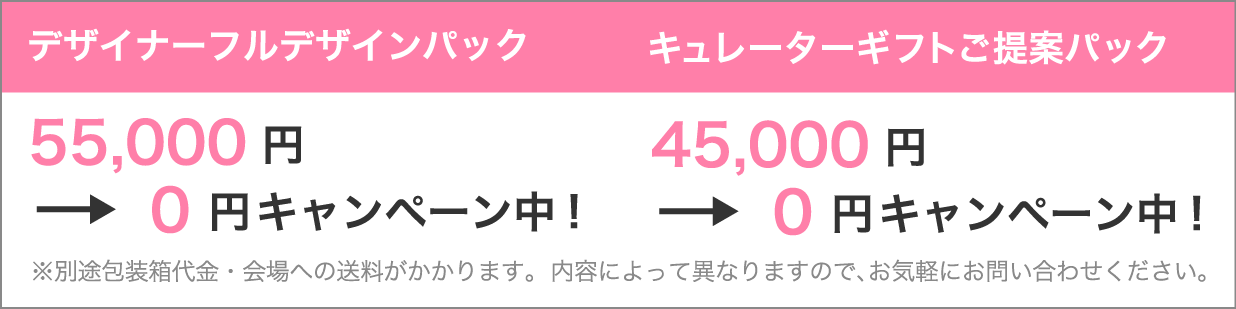 デザイナーフルデザインパック
キュレーターギフトご提案パック
55,000 円
→ 0 円キャンペーン中！
45,000 円
→ 0 円キャンペーン中！
※別途包装箱代金・会場への送料がかかります。内容によって異なりますので、お気軽にお問い合わせください。